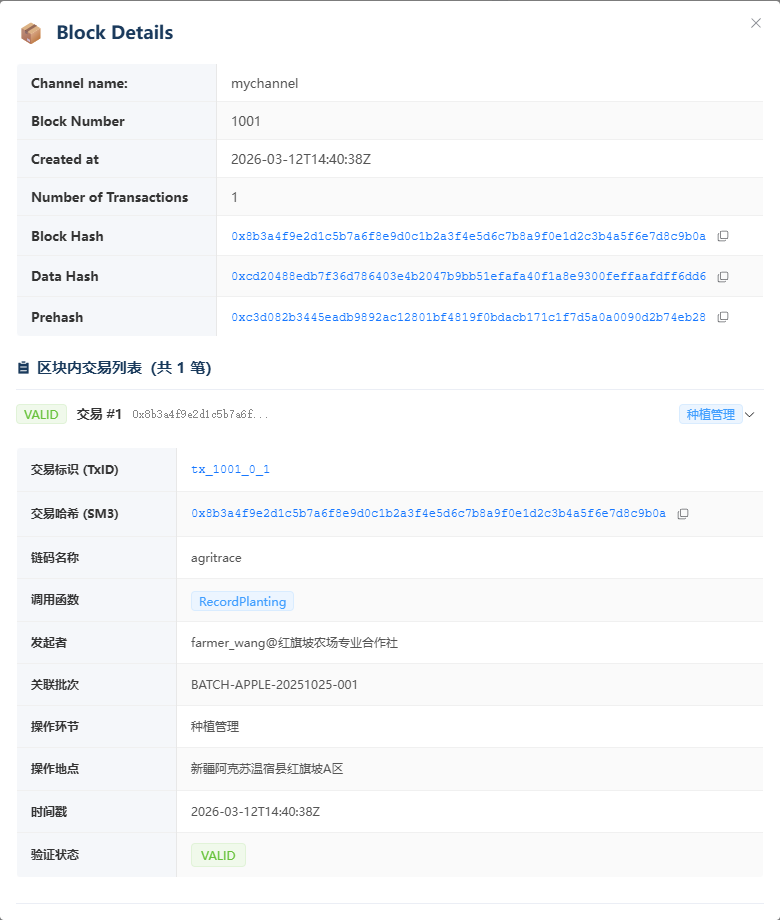 Block Details
Channel name: mychannel
Block Number 1001
Created at 2026-03-12T14:40:38Z
Number of Transactions 1
Block Hash 0x8b3a4f9e2d1c5b7a6f8e9d0c1b2a3f4e5d6c7b8a9f0e1d2c3b4a5f6e7d8c9b0a
Data Hash 0xcd20488edb7f36d786403e4b2047b9bb51efafa40f1a8e9300feffaafdff6dd6
Prehash 0xc3d082b3445eadb9892ac12801bf4819f0bdacb171c1f7d5a0a0090d2b74eb28
区块内交易列表（共 1 笔）
VALID 交易 #1 0x8b3a4f9e2d1c5b7a6f... 种植管理
交易标识 (TxID) tx_1001_0_1
交易哈希 (SM3) 0x8b3a4f9e2d1c5b7a6f8e9d0c1b2a3f4e5d6c7b8a9f0e1d2c3b4a5f6e7d8c9b0a
链码名称 agritrace
调用函数 RecordPlanting
发起者 farmer_wang@红旗坡农场专业合作社
关联批次 BATCH-APPLE-20251025-001
操作环节 种植管理
操作地点 新疆阿克苏温宿县红旗坡A区
时间戳 2026-03-12T14:40:38Z
验证状态 VALID